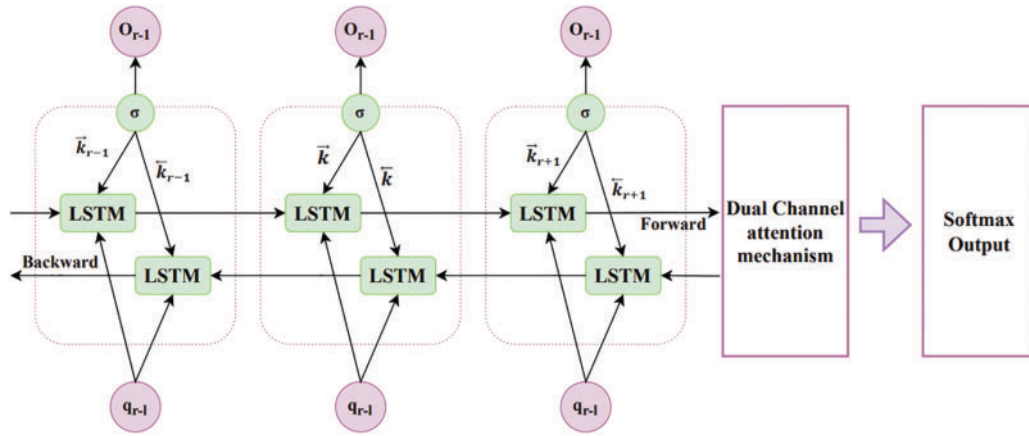 Oᵣ₋₁ Oᵣ₋₁ Oᵣ₋₁
σ σ σ
k⃗ᵣ₋₁ k⃖ᵣ₋₁ k⃗ k⃖ k⃗ᵣ₊₁ k⃖ᵣ₊₁
LSTM LSTM LSTM
Forward
Backward
LSTM LSTM LSTM
qᵣ₋ₗ qᵣ₋ₗ qᵣ₋ₗ
Dual Channel
attention
mechanism
Softmax
Output